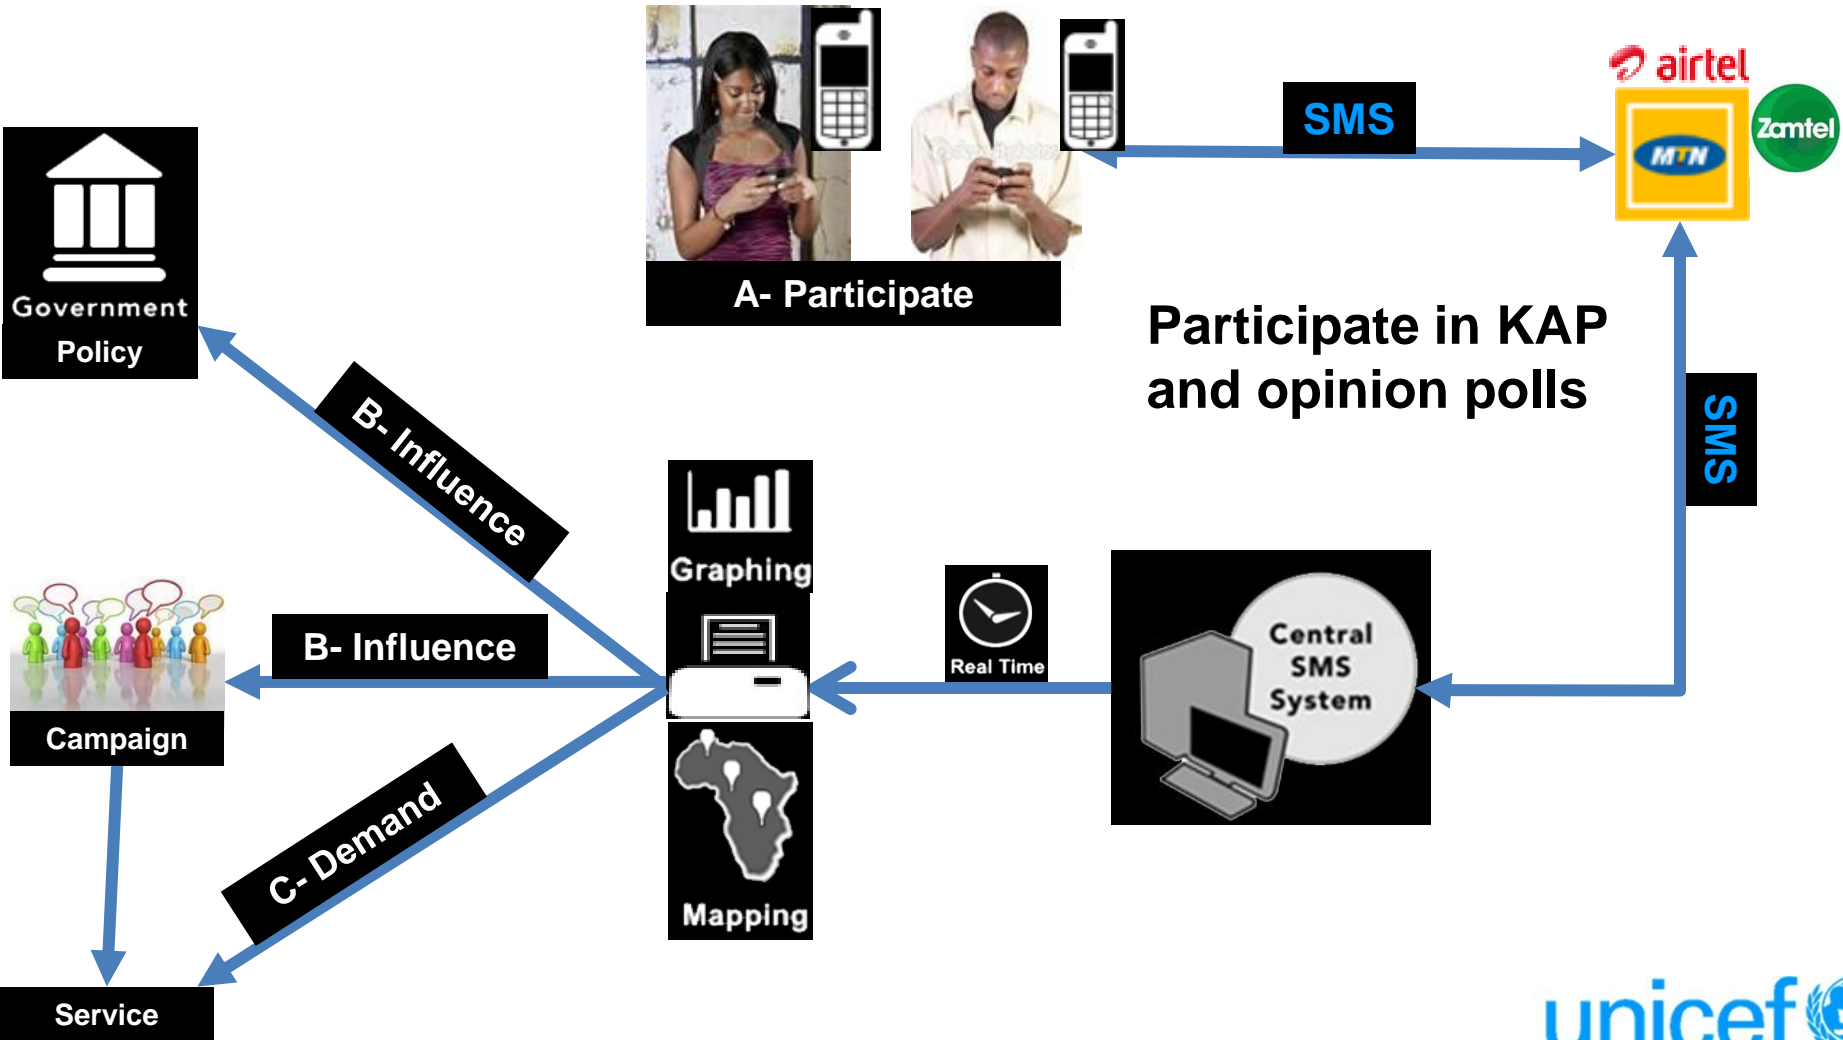 airtel
SMS
MTN
Zamtel
Government
Policy
A- Participate
Participate in KAP
and opinion polls
B- Influence
SMS
Graphing
Real Time
Central
SMS
System
B- Influence
Campaign
C- Demand
Mapping
Service
unicef